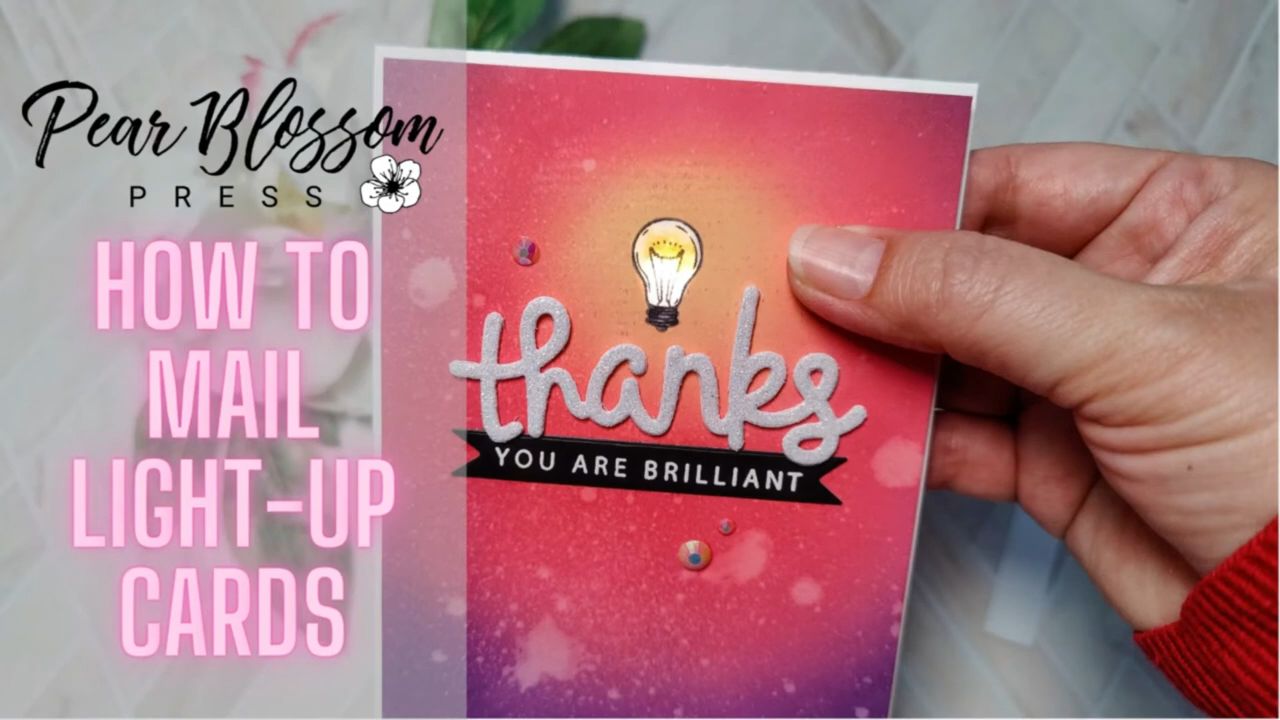 Pear Blossom
PRESS
HOW TO
MAIL
LIGHT-UP
CARDS
thanks
YOU ARE BRILLIANT